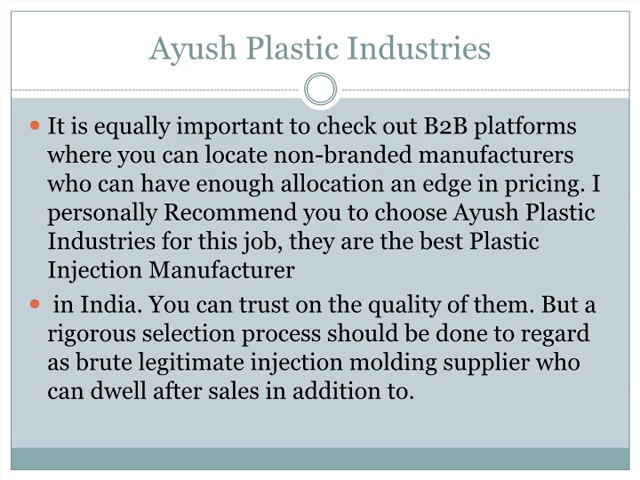 Ayush Plastic Industries
It is equally important to check out B2B platforms
where you can locate non-branded manufacturers
who can have enough allocation an edge in pricing. I
personally Recommend you to choose Ayush Plastic
Industries for this job, they are the best Plastic
Injection Manufacturer
in India. You can trust on the quality of them. But a
rigorous selection process should be done to regard
as brute legitimate injection molding supplier who
can dwell after sales in addition to.